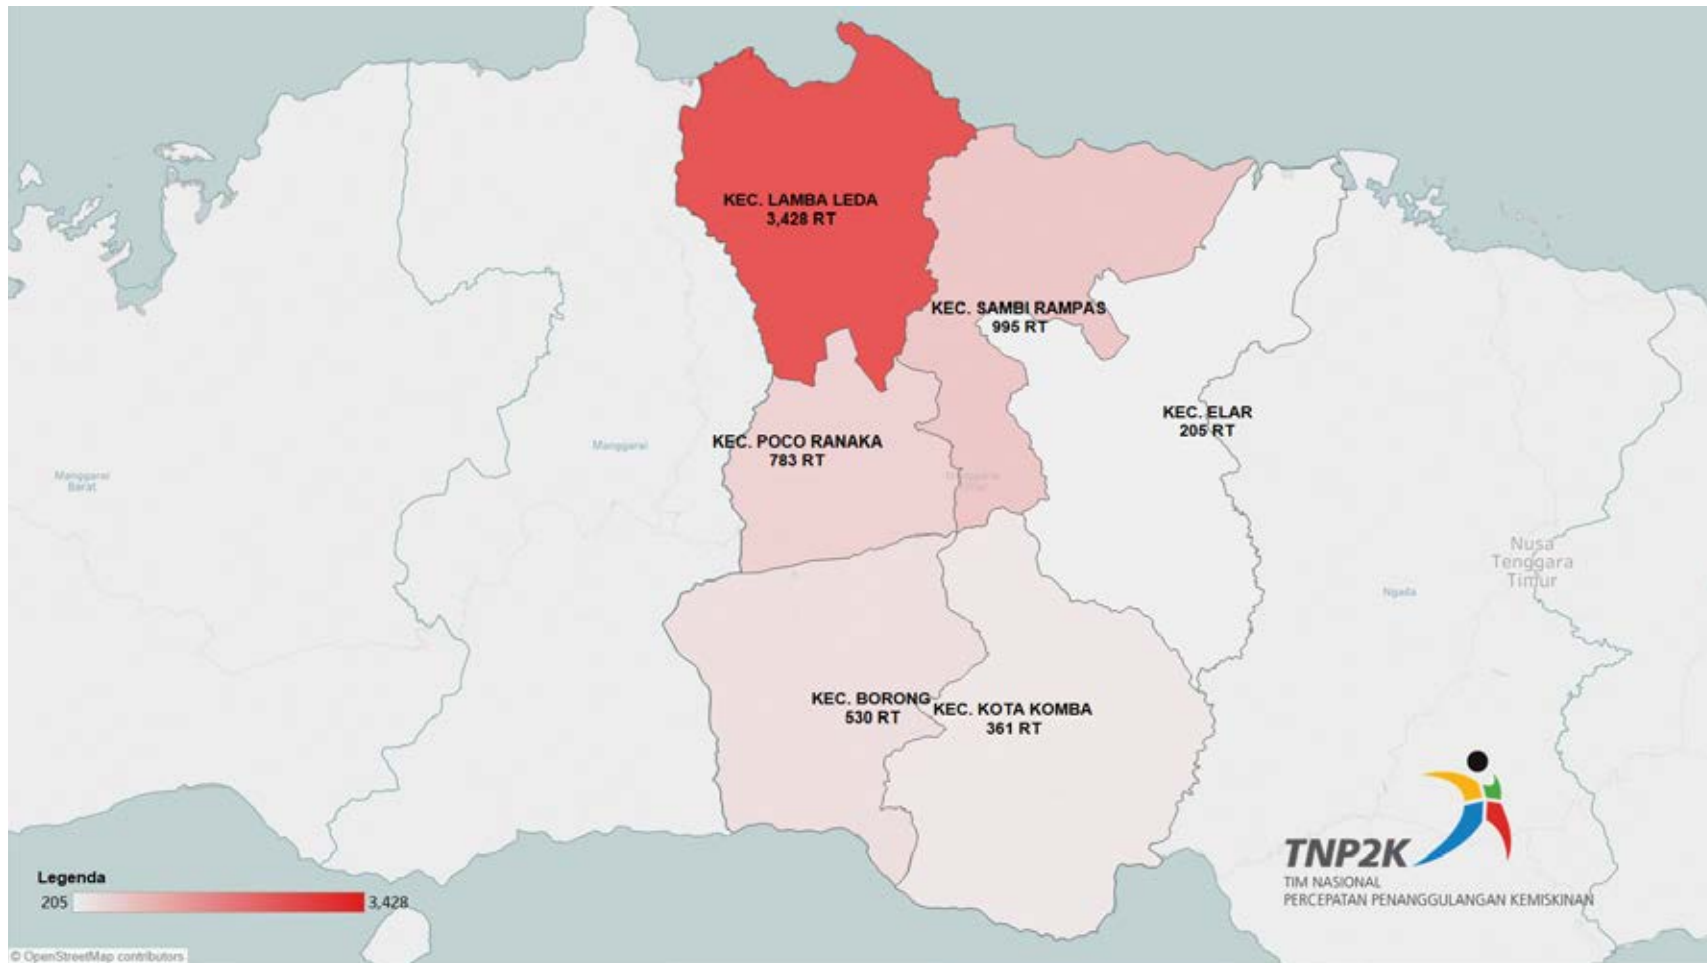 KEC. LAMBA LEDA
3,428 RT
KEC. SAMBI RAMPAS
995 RT
KEC. ELAR
205 RT
KEC. POCO RANAKA
783 RT
Manggarai
Manggarai
Barat
Nusa
Tenggara
Timur
Ngada
KEC. BORONG
530 RT
KEC. KOTA KOMBA
361 RT
TNP2K
TIM NASIONAL
PERCEPATAN PENANGGULANGAN KEMISKINAN
Legenda
205
3,428
© OpenStreetMap contributors